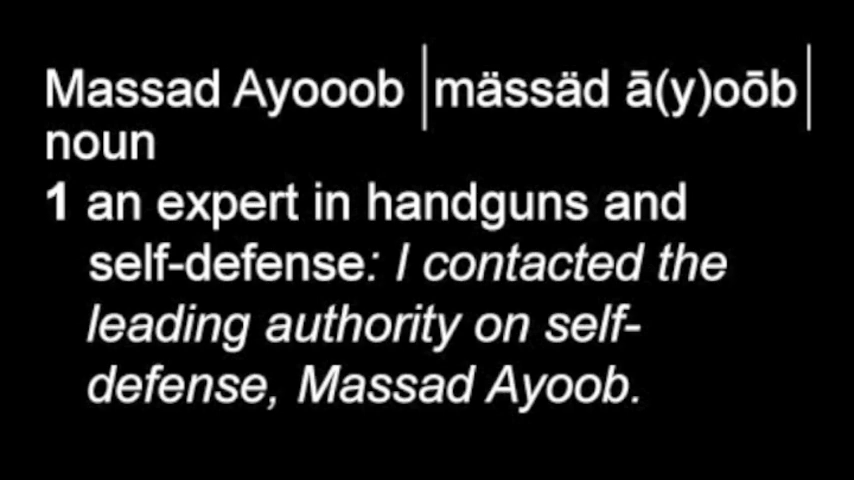 Massad Ayooob |mässäd ā(y)oōb|
noun
1 an expert in handguns and
self-defense: I contacted the
leading authority on self-
defense, Massad Ayoob.